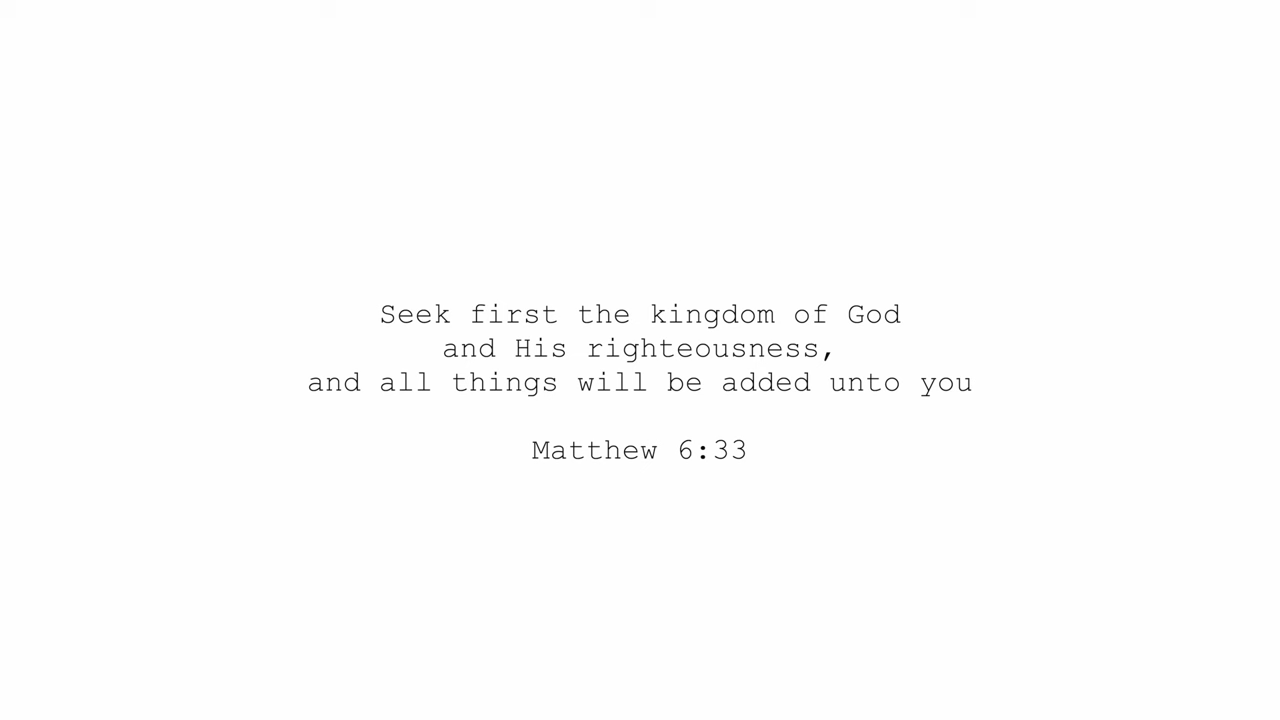 Seek first the kingdom of God
and His righteousness,
and all things will be added unto you
Matthew 6:33